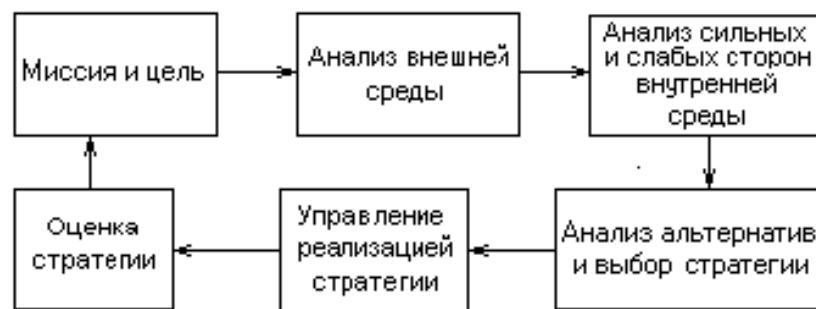 Миссия и цель
Анализ внешней
среды
Анализ сильных
и слабых сторон
внутренней
среды
Оценка
стратегии
Управление
реализацией
стратегии
Анализ альтернатив
и выбор стратегии